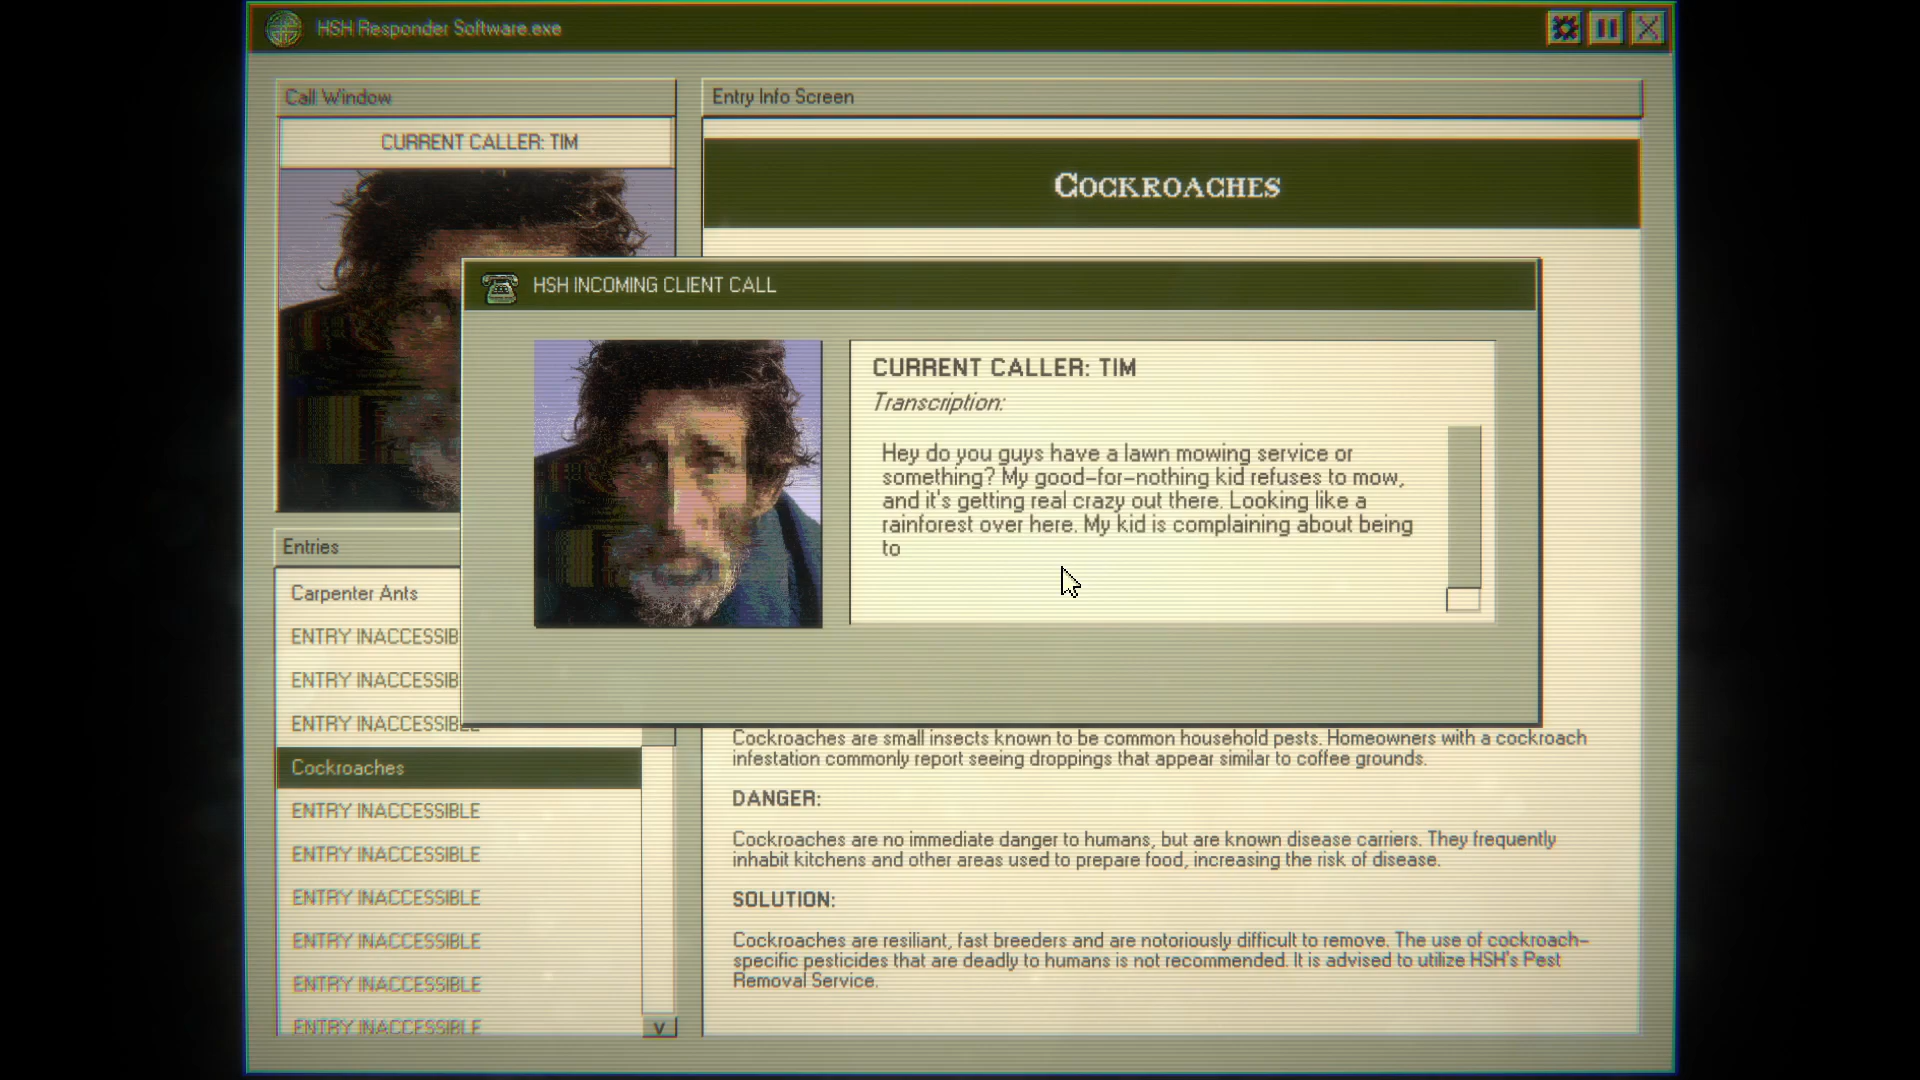 HSH Responder Software.exe
Call Window
CURRENT CALLER: TIM
Entry Info Screen
COCKROACHES
HSH INCOMING CLIENT CALL
CURRENT CALLER: TIM
Transcription:
Hey do you guys have a lawn mowing service or
something? My good-for-nothing kid refuses to mow,
and it's getting real crazy out there. Looking like a
rainforest over here. My kid is complaining about being
to
Entries
Carpenter Ants
ENTRY INACCESSIB
ENTRY INACCESSIB
ENTRY INACCESSIBLE
Cockroaches
ENTRY INACCESSIBLE
ENTRY INACCESSIBLE
ENTRY INACCESSIBLE
ENTRY INACCESSIBLE
ENTRY INACCESSIBLE
ENTRY INACCESSIBLE
V
Cockroaches are small insects known to be common household pests. Homeowners with a cockroach
infestation commonly report seeing droppings that appear similar to coffee grounds.
DANGER:
Cockroaches are no immediate danger to humans, but are known disease carriers. They frequently
inhabit kitchens and other areas used to prepare food, increasing the risk of disease.
SOLUTION:
Cockroaches are resiliant, fast breeders and are notoriously difficult to remove. The use of cockroach-
specific pesticides that are deadly to humans is not recommended. It is advised to utilize HSH's Pest
Removal Service.